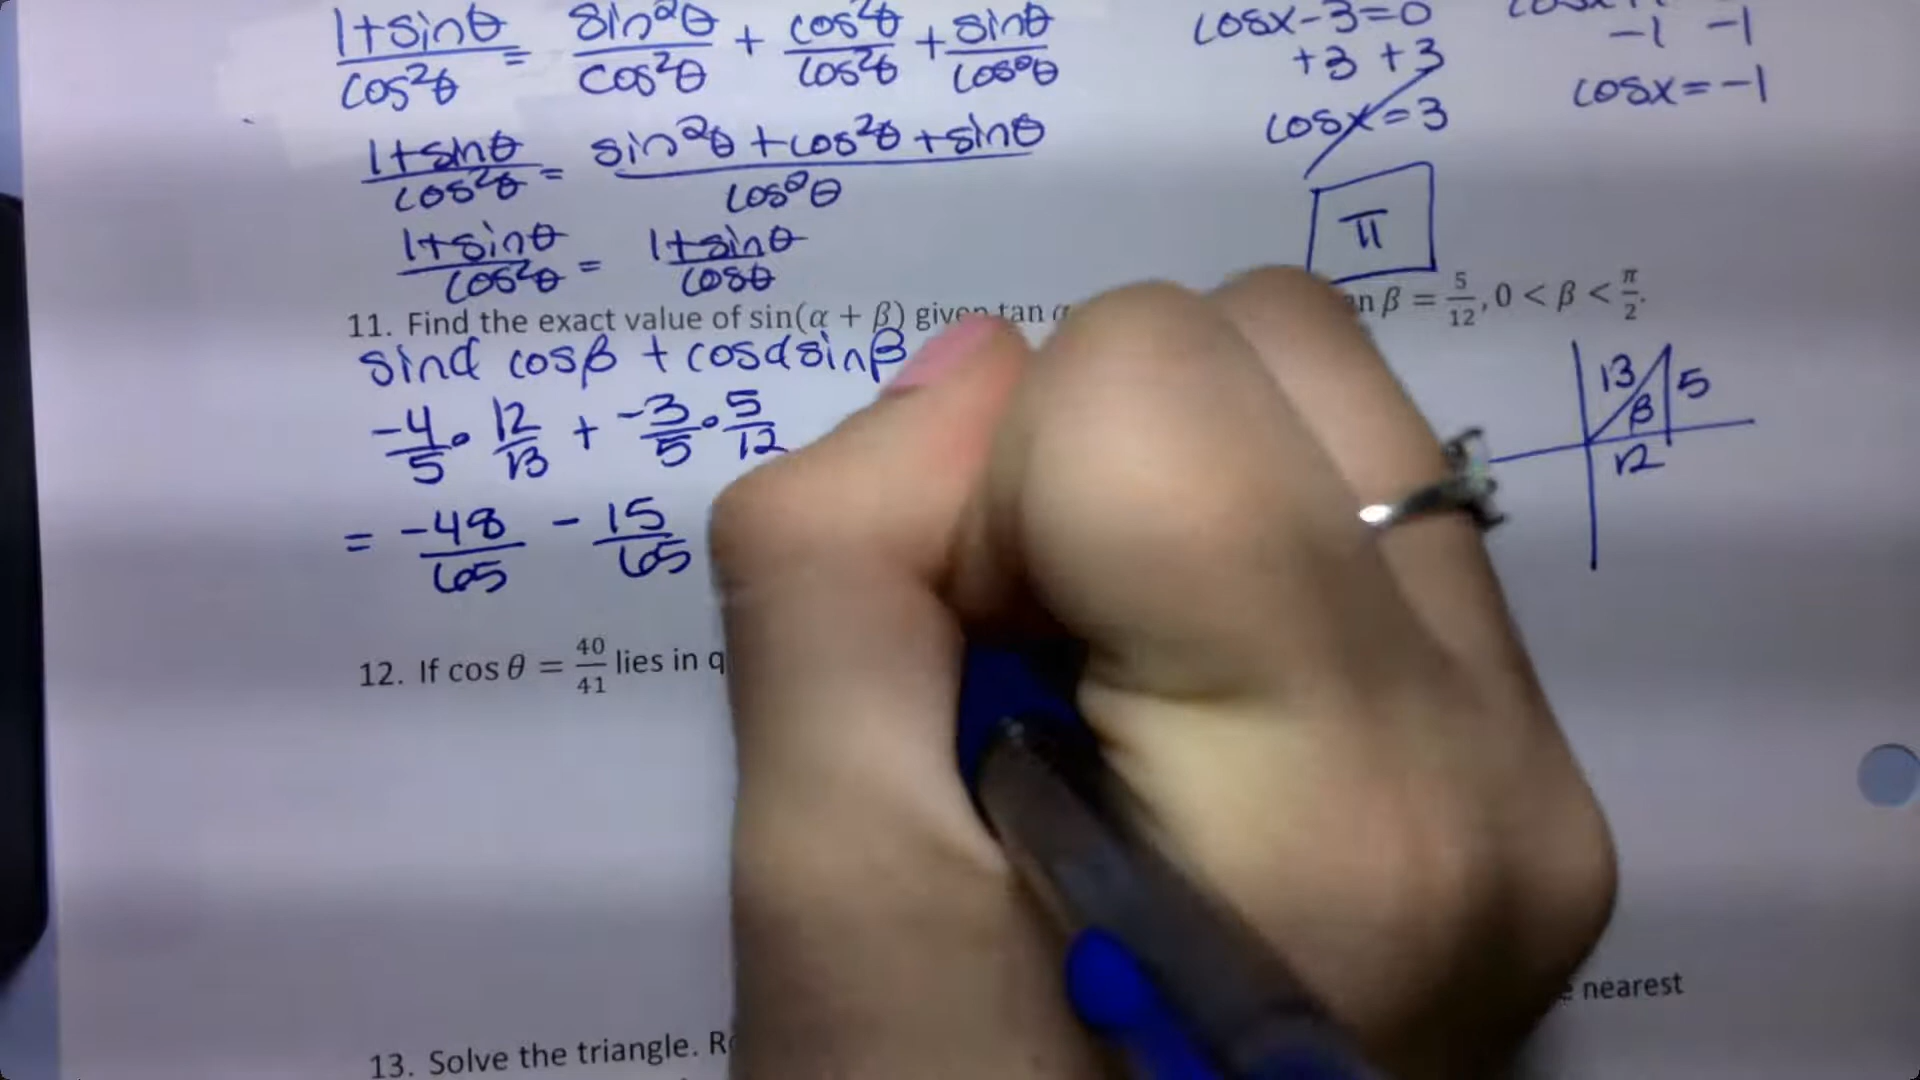 1+sinθ/cos²θ = sin²θ/cos²θ + cos²θ/cos²θ + sinθ/cos²θ
1+sinθ/cos²θ = sin²θ+cos²θ+sinθ/cos²θ
1+sinθ/cos²θ = 1+sinθ/cosθ
cosx-3=0
+3 +3
cosx=3
π
-1 -1
cosx=-1
11. Find the exact value of sin(α + β) given tan α an β = 5/12, 0 < β < π/2.
sinα cosβ + cosα sinβ
-4/5 · 12/13 + -3/5 · 5/12
= -48/65 - 15/65
13 5
β
12
12. If cos θ = 40/41 lies in q
nearest
13. Solve the triangle.